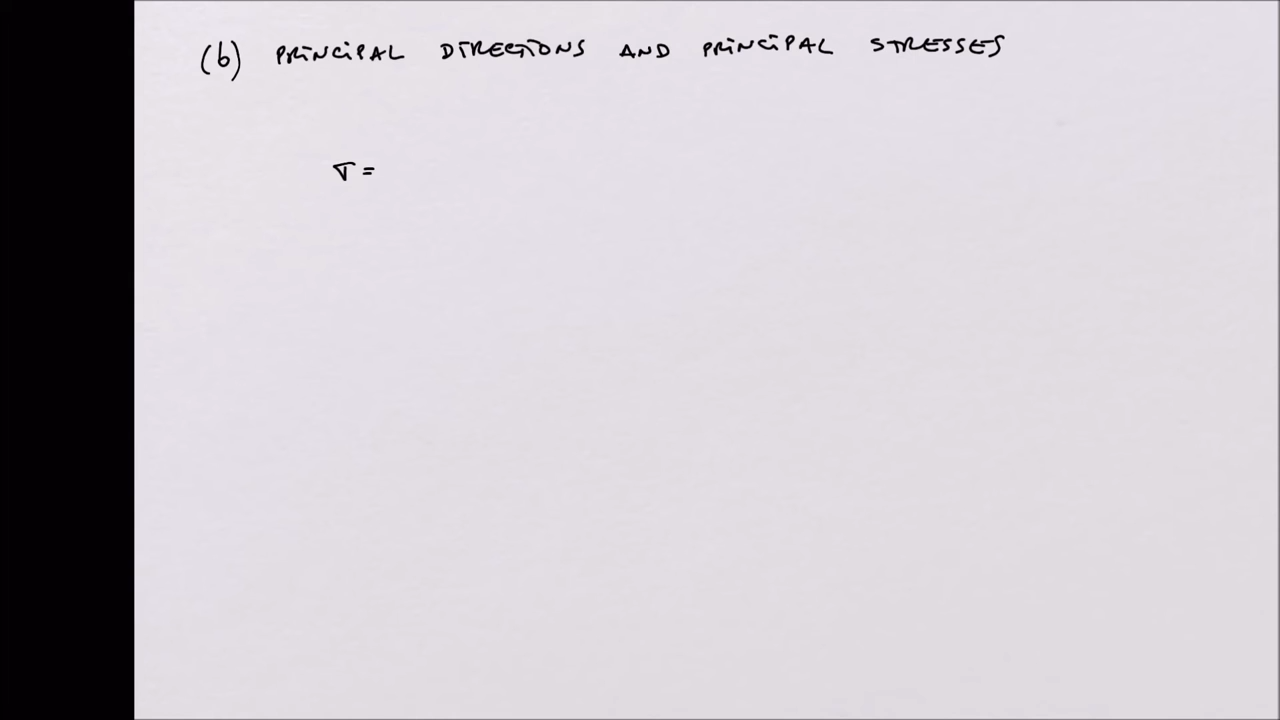 (b) PRINCIPAL DIRECTIONS AND PRINCIPAL STRESSES
σ =